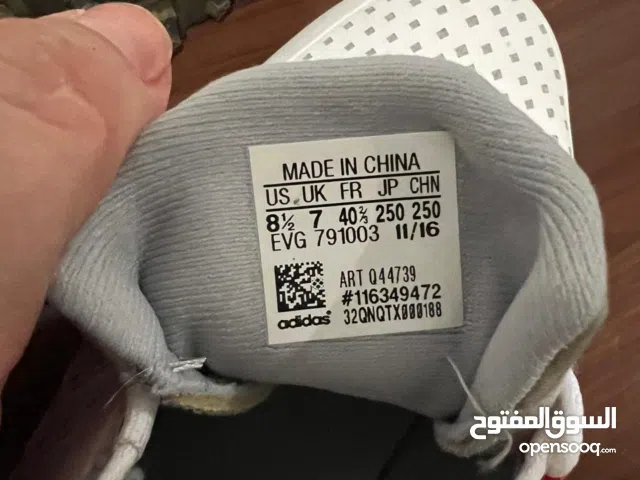 MADE IN CHINA
US UK FR JP CHN
8½ 7 40⅔ 250 250
EVG 791003 11/16
ART Q44739
#116349472
adidas 32QNQTX000188
السوق المفتوح
opensooq.com